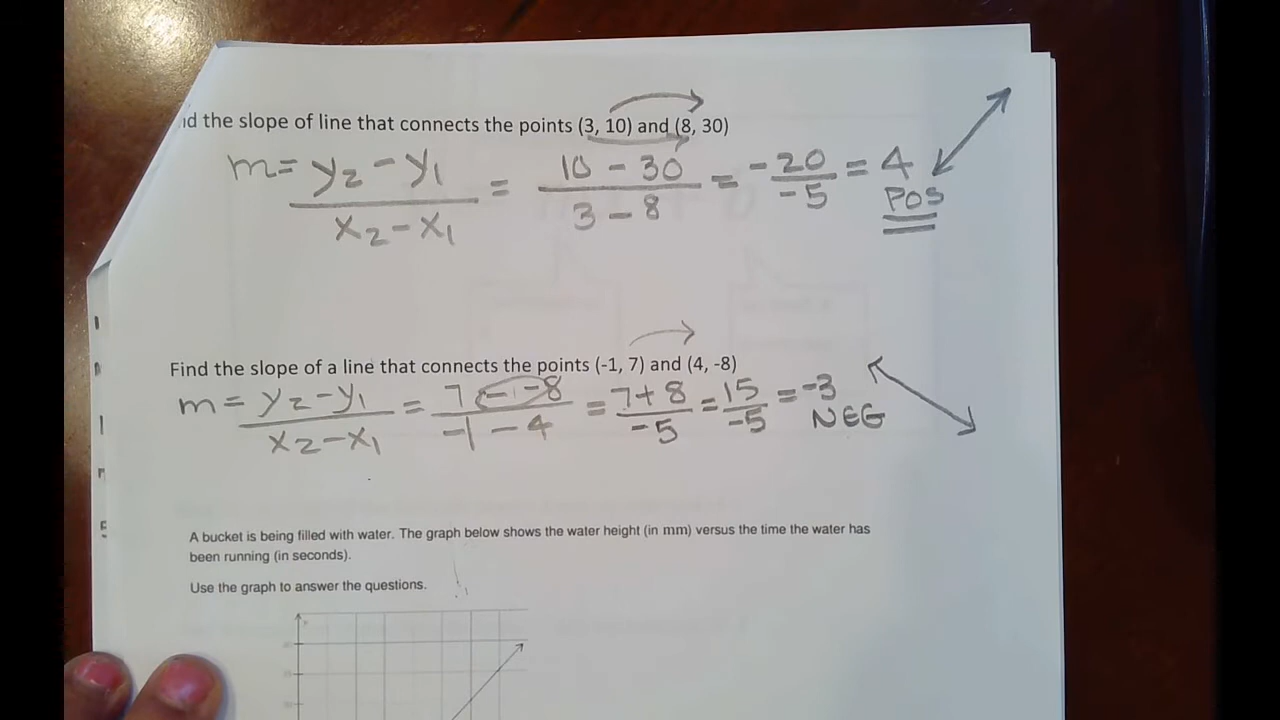 d the slope of line that connects the points (3, 10) and (8, 30)
m = y2 - y1 / x2 - x1 = 10 - 30 / 3 - 8 = -20 / -5 = 4
POS
Find the slope of a line that connects the points (-1, 7) and (4, -8)
m = y2 - y1 / x2 - x1 = 7 - -8 / -1 - 4 = 7 + 8 / -5 = 15 / -5 = -3
NEG
A bucket is being filled with water. The graph below shows the water height (in mm) versus the time the water has
been running (in seconds).
Use the graph to answer the questions.